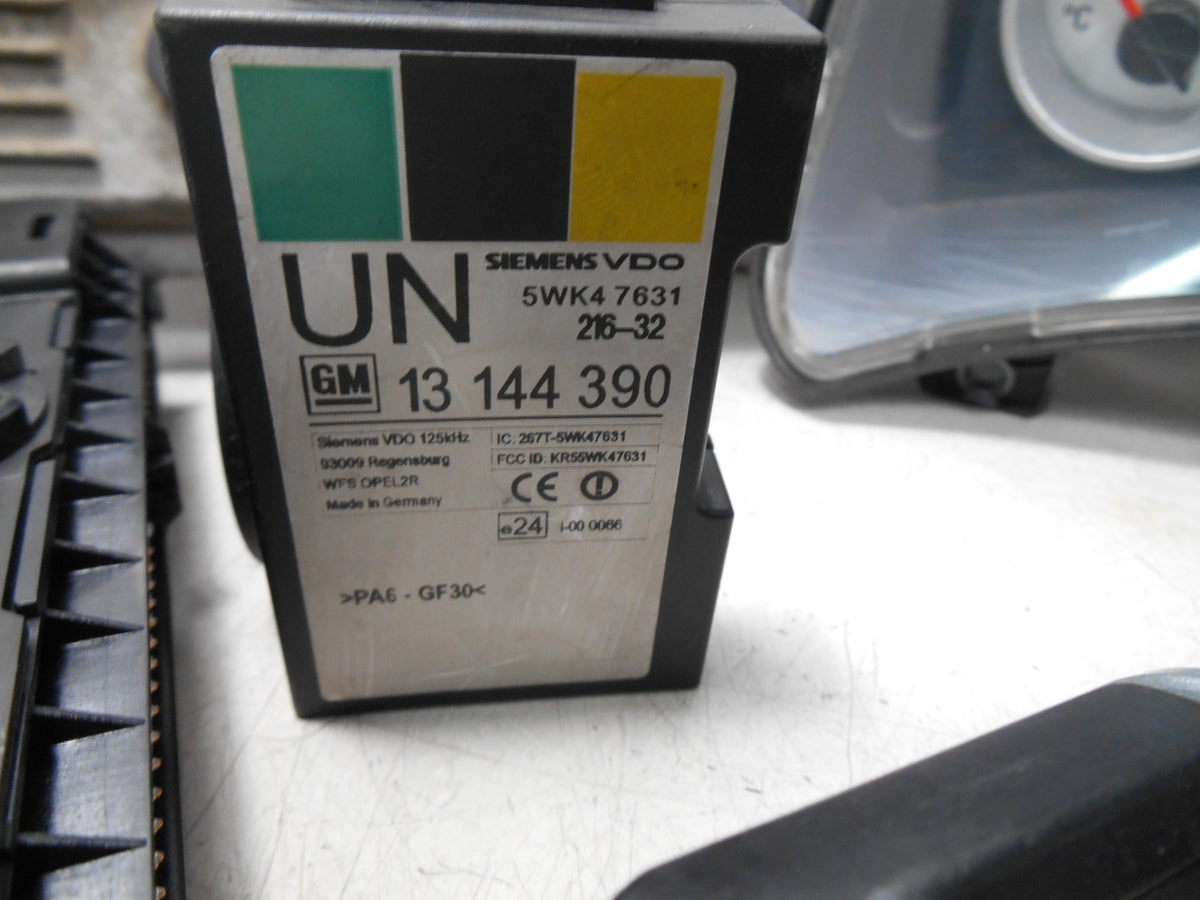 UN
SIEMENS VDO
5WK4 7631
216-32
GM 13 144 390
Siemens VDO 125kHz
93009 Regensburg
WFS OPEL2R
Made in Germany
IC: 267T-5WK47631
FCC ID: KR55WK47631
CE
e24 I-00 0066
>PA6 - GF30<
°C